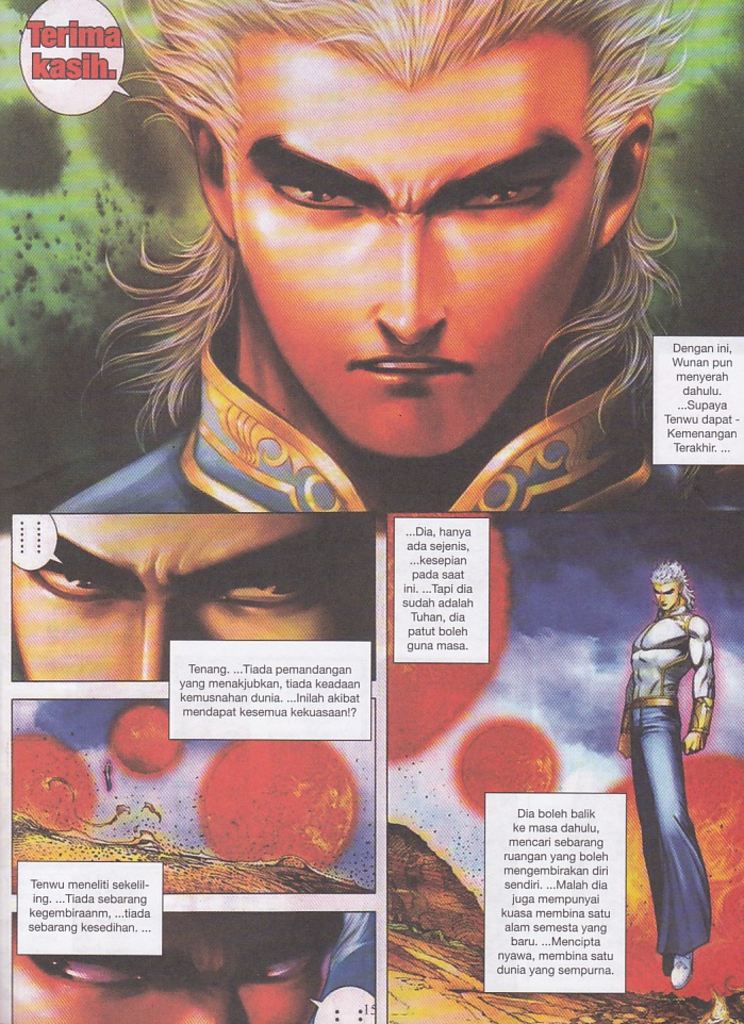 Terima
kasih.
Dengan ini,
Wunan pun
menyerah
dahulu.
...Supaya
Tenwu dapat -
Kemenangan
Terakhir. ...
Tenang. ...Tiada pemandangan
yang menakjubkan, tiada keadaan
kemusnahan dunia. ...Inilah akibat
mendapat kesemua kekuasaan!?
Tenwu meneliti sekelil-
ing. ...Tiada sebarang
kegembiraanm, ...tiada
sebarang kesedihan. ...
...Dia, hanya
ada sejenis,
...kesepian
pada saat
ini. ...Tapi dia
sudah adalah
Tuhan, dia
patut boleh
guna masa.
Dia boleh balik
ke masa dahulu,
mencari sebarang
ruangan yang boleh
mengembirakan diri
sendiri. ...Malah dia
juga mempunyai
kuasa membina satu
alam semesta yang
baru. ...Mencipta
nyawa, membina satu
dunia yang sempurna.
15